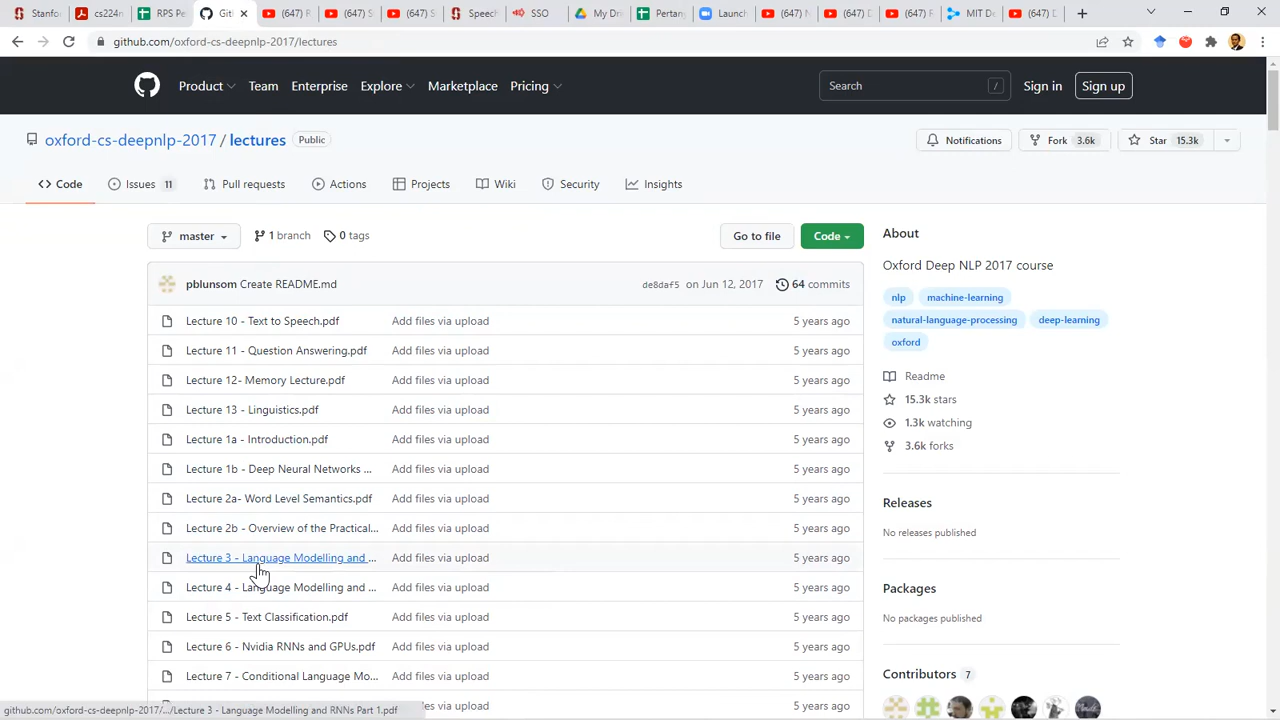 Stan
cs224n
RPS Pe
Gith
(647) R
(647) S
(647) S
Speech
SSO
My Dri
Pertan
Launch
(647) N
(647) D
(647) F
MIT De
(647) D
github.com/oxford-cs-deepnlp-2017/lectures
Product
Team
Enterprise
Explore
Marketplace
Pricing
Search
/
Sign in
Sign up
oxford-cs-deepnlp-2017 / lectures
Public
Notifications
Fork 3.6k
Star 15.3k
<> Code
Issues 11
Pull requests
Actions
Projects
Wiki
Security
Insights
master
1 branch
0 tags
Go to file
Code
pblunsom Create README.md
de8daf5 on Jun 12, 2017
64 commits
Lecture 10 - Text to Speech.pdf Add files via upload 5 years ago
Lecture 11 - Question Answering.pdf Add files via upload 5 years ago
Lecture 12- Memory Lecture.pdf Add files via upload 5 years ago
Lecture 13 - Linguistics.pdf Add files via upload 5 years ago
Lecture 1a - Introduction.pdf Add files via upload 5 years ago
Lecture 1b - Deep Neural Networks ... Add files via upload 5 years ago
Lecture 2a- Word Level Semantics.pdf Add files via upload 5 years ago
Lecture 2b - Overview of the Practical... Add files via upload 5 years ago
Lecture 3 - Language Modelling and ... Add files via upload 5 years ago
Lecture 4 - Language Modelling and ... Add files via upload 5 years ago
Lecture 5 - Text Classification.pdf Add files via upload 5 years ago
Lecture 6 - Nvidia RNNs and GPUs.pdf Add files via upload 5 years ago
Lecture 7 - Conditional Language Mo... Add files via upload 5 years ago
About
Oxford Deep NLP 2017 course
nlp
machine-learning
natural-language-processing
deep-learning
oxford
Readme
15.3k stars
1.3k watching
3.6k forks
Releases
No releases published
Packages
No packages published
Contributors 7
github.com/oxford-cs-deepnlp-2017/.../Lecture 3 - Language Modelling and RNNs Part 1.pdf